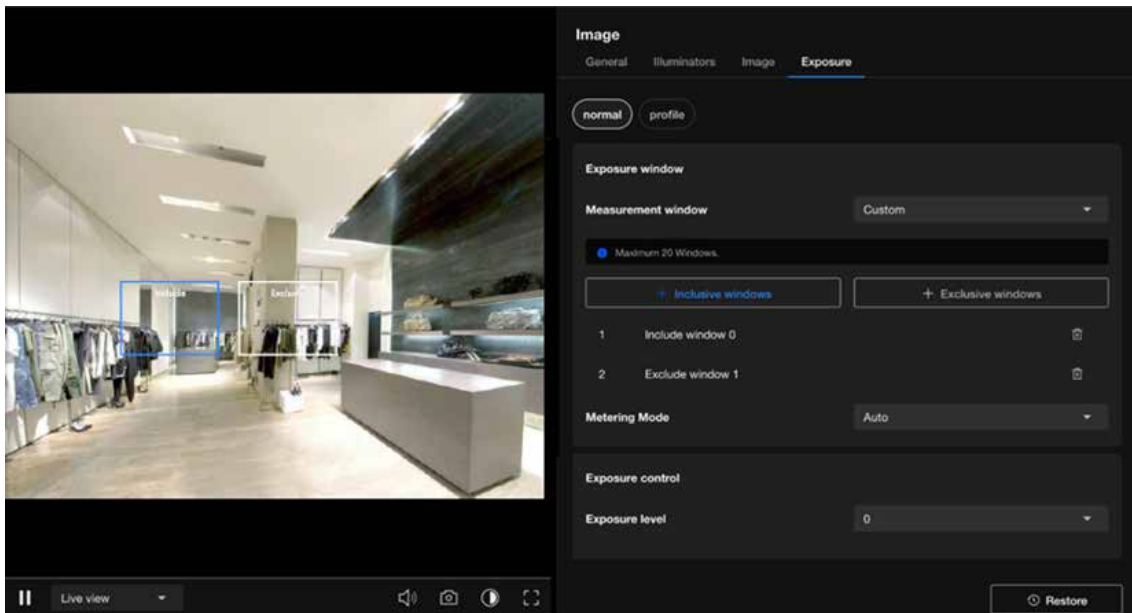 Image
General Illuminators Image Exposure
normal profile
Exposure window
Measurement window Custom
Maximum 20 Windows.
+ Inclusive windows + Exclusive windows
1 Include window 0
2 Exclude window 1
Metering Mode Auto
Exposure control
Exposure level 0
Live view
Restore